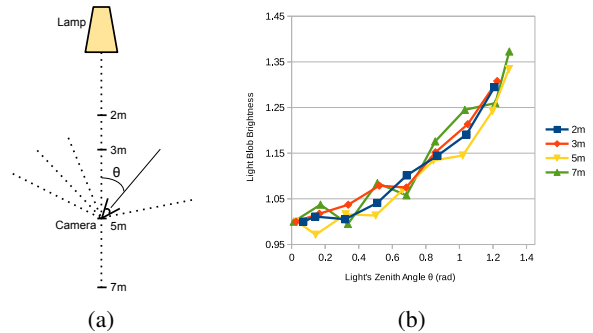 Lamp
2m
3m
θ
Camera
5m
7m
(a)
Light Blob Brightness
1.45
1.35
1.25
1.15
1.05
0.95
0
0.2
0.4
0.6
0.8
1
1.2
1.4
Light's Zenith Angle θ (rad)
2m
3m
5m
7m
(b)